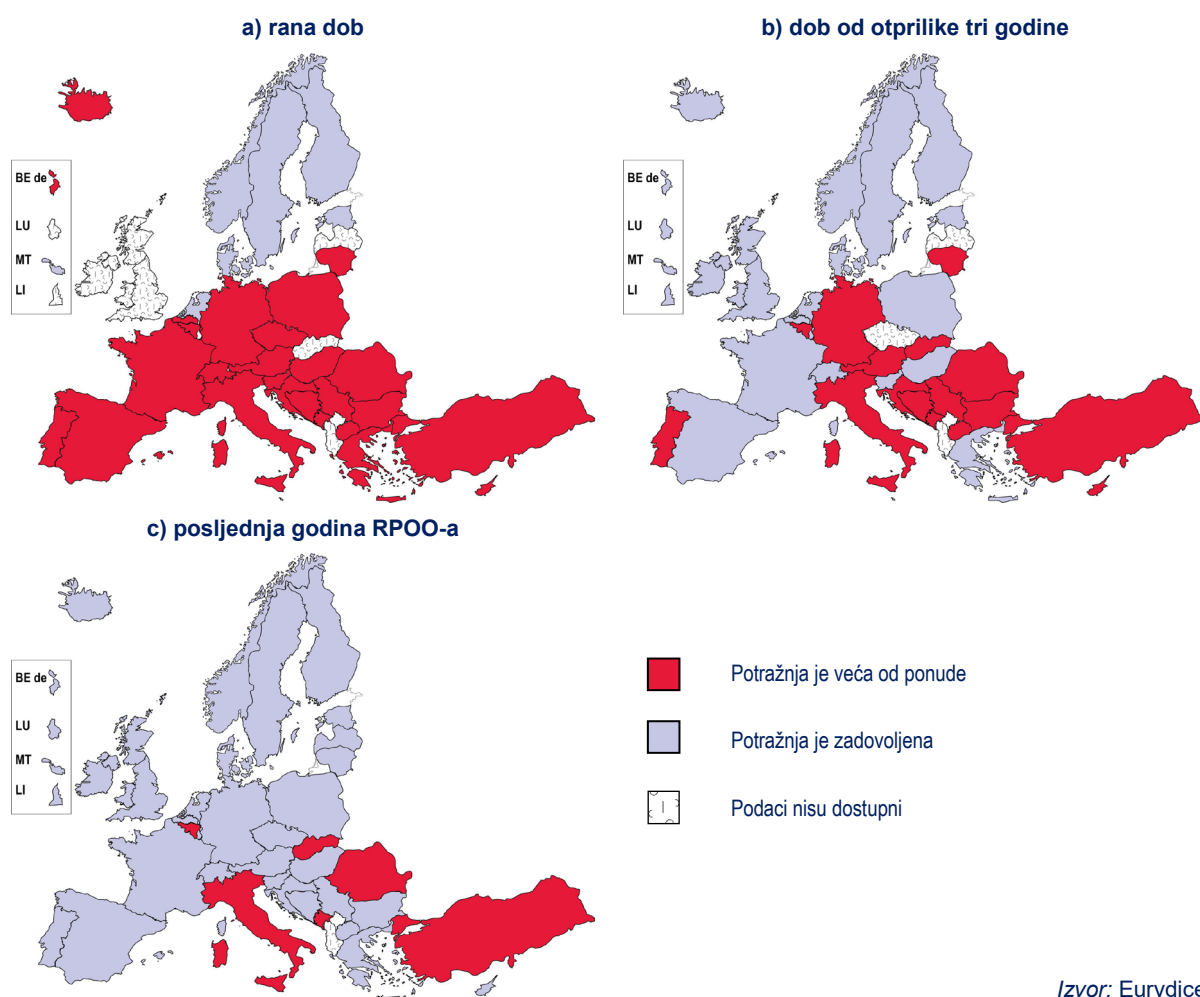 a) rana dob
b) dob od otprilike tri godine
BE de
LU
MT
LI
BE de
LU
MT
LI
c) posljednja godina RPOO-a
BE de
LU
MT
LI
Potražnja je veća od ponude
Potražnja je zadovoljena
Podaci nisu dostupni
Izvor: Eurydice